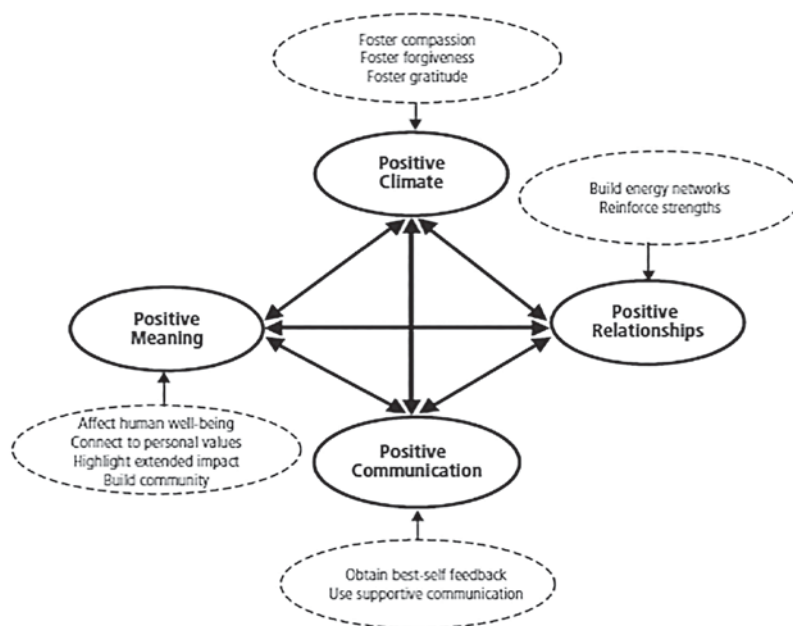 Foster compassion
Foster forgiveness
Foster gratitude
Positive
Climate
Build energy networks
Reinforce strengths
Positive
Meaning
Positive
Relationships
Affect human well-being
Connect to personal values
Highlight extended impact
Build community
Positive
Communication
Obtain best-self feedback
Use supportive communication